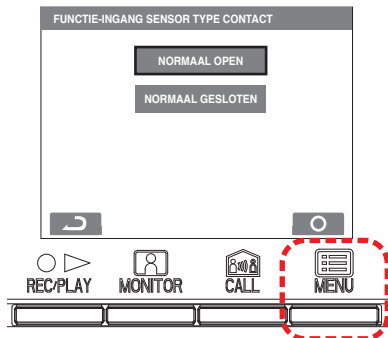 FUNCTIE-INGANG SENSOR TYPE CONTACT
NORMAAL OPEN
NORMAAL GESLOTEN
REC/PLAY MONITOR CALL MENU